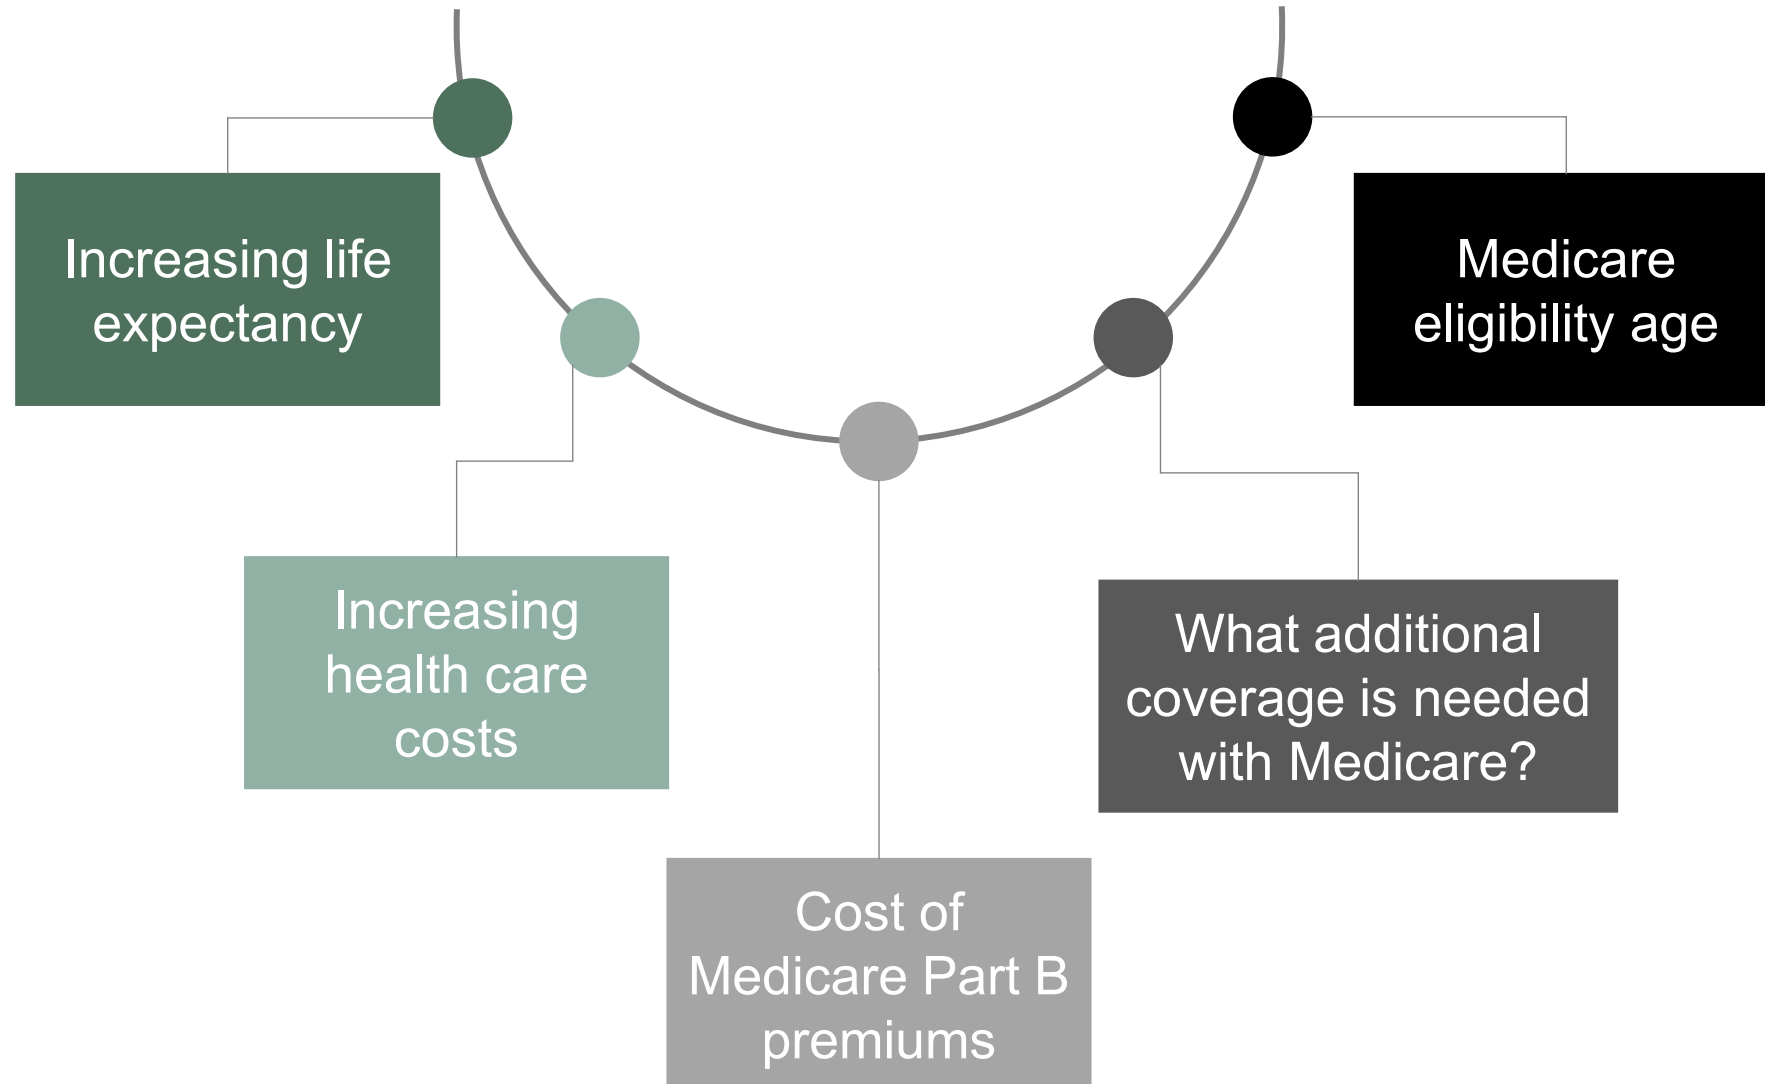 Increasing life
expectancy
Increasing
health care
costs
Cost of
Medicare Part B
premiums
What additional
coverage is needed
with Medicare?
Medicare
eligibility age